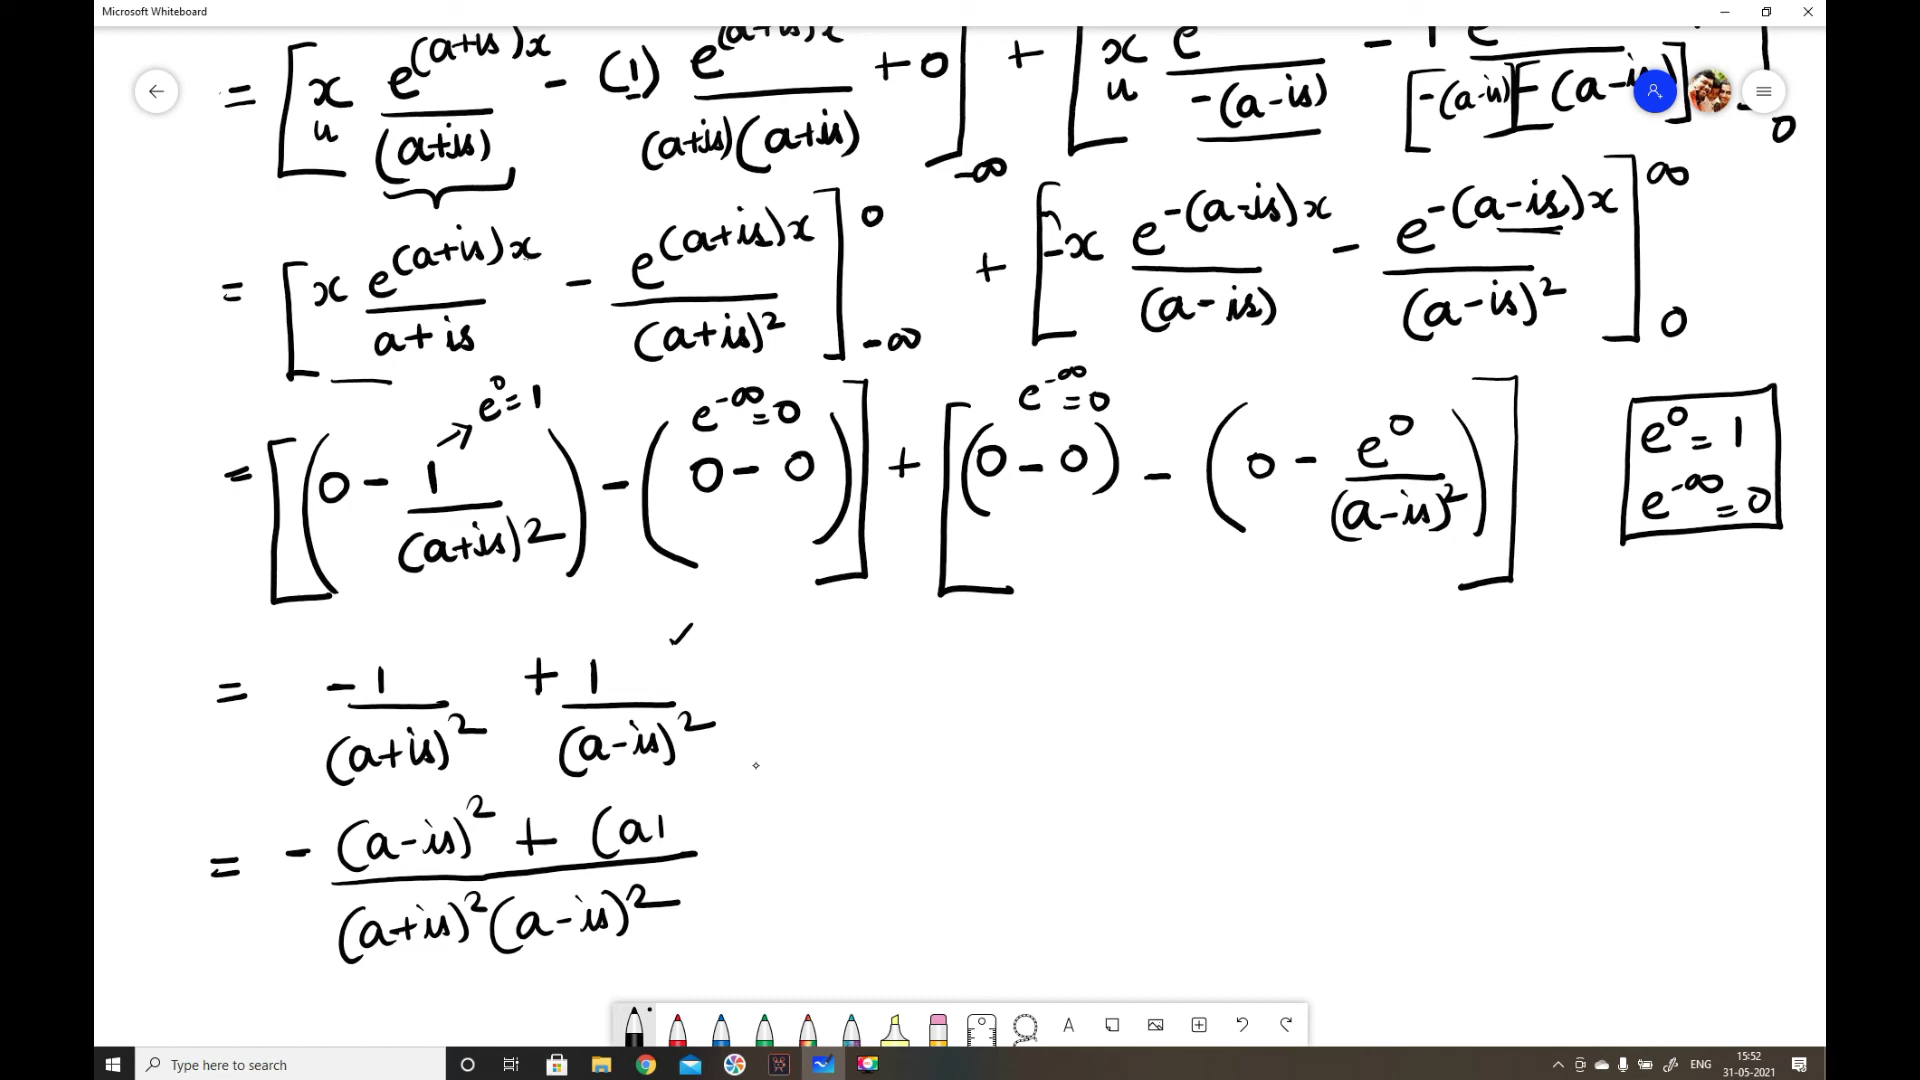 Microsoft Whiteboard
= [ x e^(a+is)x / (a+is) - (1) e^(a+is)x / (a+is)(a+is) + 0 ]_-∞ + [ x e / -(a-is) - 1 e / [-(a-is)][-(a-is)] ]_0
u u
= [ x e^(a+is)x / a+is - e^(a+is)x / (a+is)^2 ]_-∞^0 + [ -x e^-(a-is)x / (a-is) - e^-(a-is)x / (a-is)^2 ]_0^∞
→ e^0 = 1 e^-∞ = 0 e^-∞ = 0
= [ ( 0 - 1 / (a+is)^2 ) - ( 0 - 0 ) ] + [ ( 0 - 0 ) - ( 0 - e^0 / (a-is)^2 ) ]
e^0 = 1
e^-∞ = 0
✓
= -1 / (a+is)^2 + 1 / (a-is)^2
= - (a-is)^2 + (a1 / (a+is)^2 (a-is)^2
A
Type here to search
ENG
15:52
31-05-2021